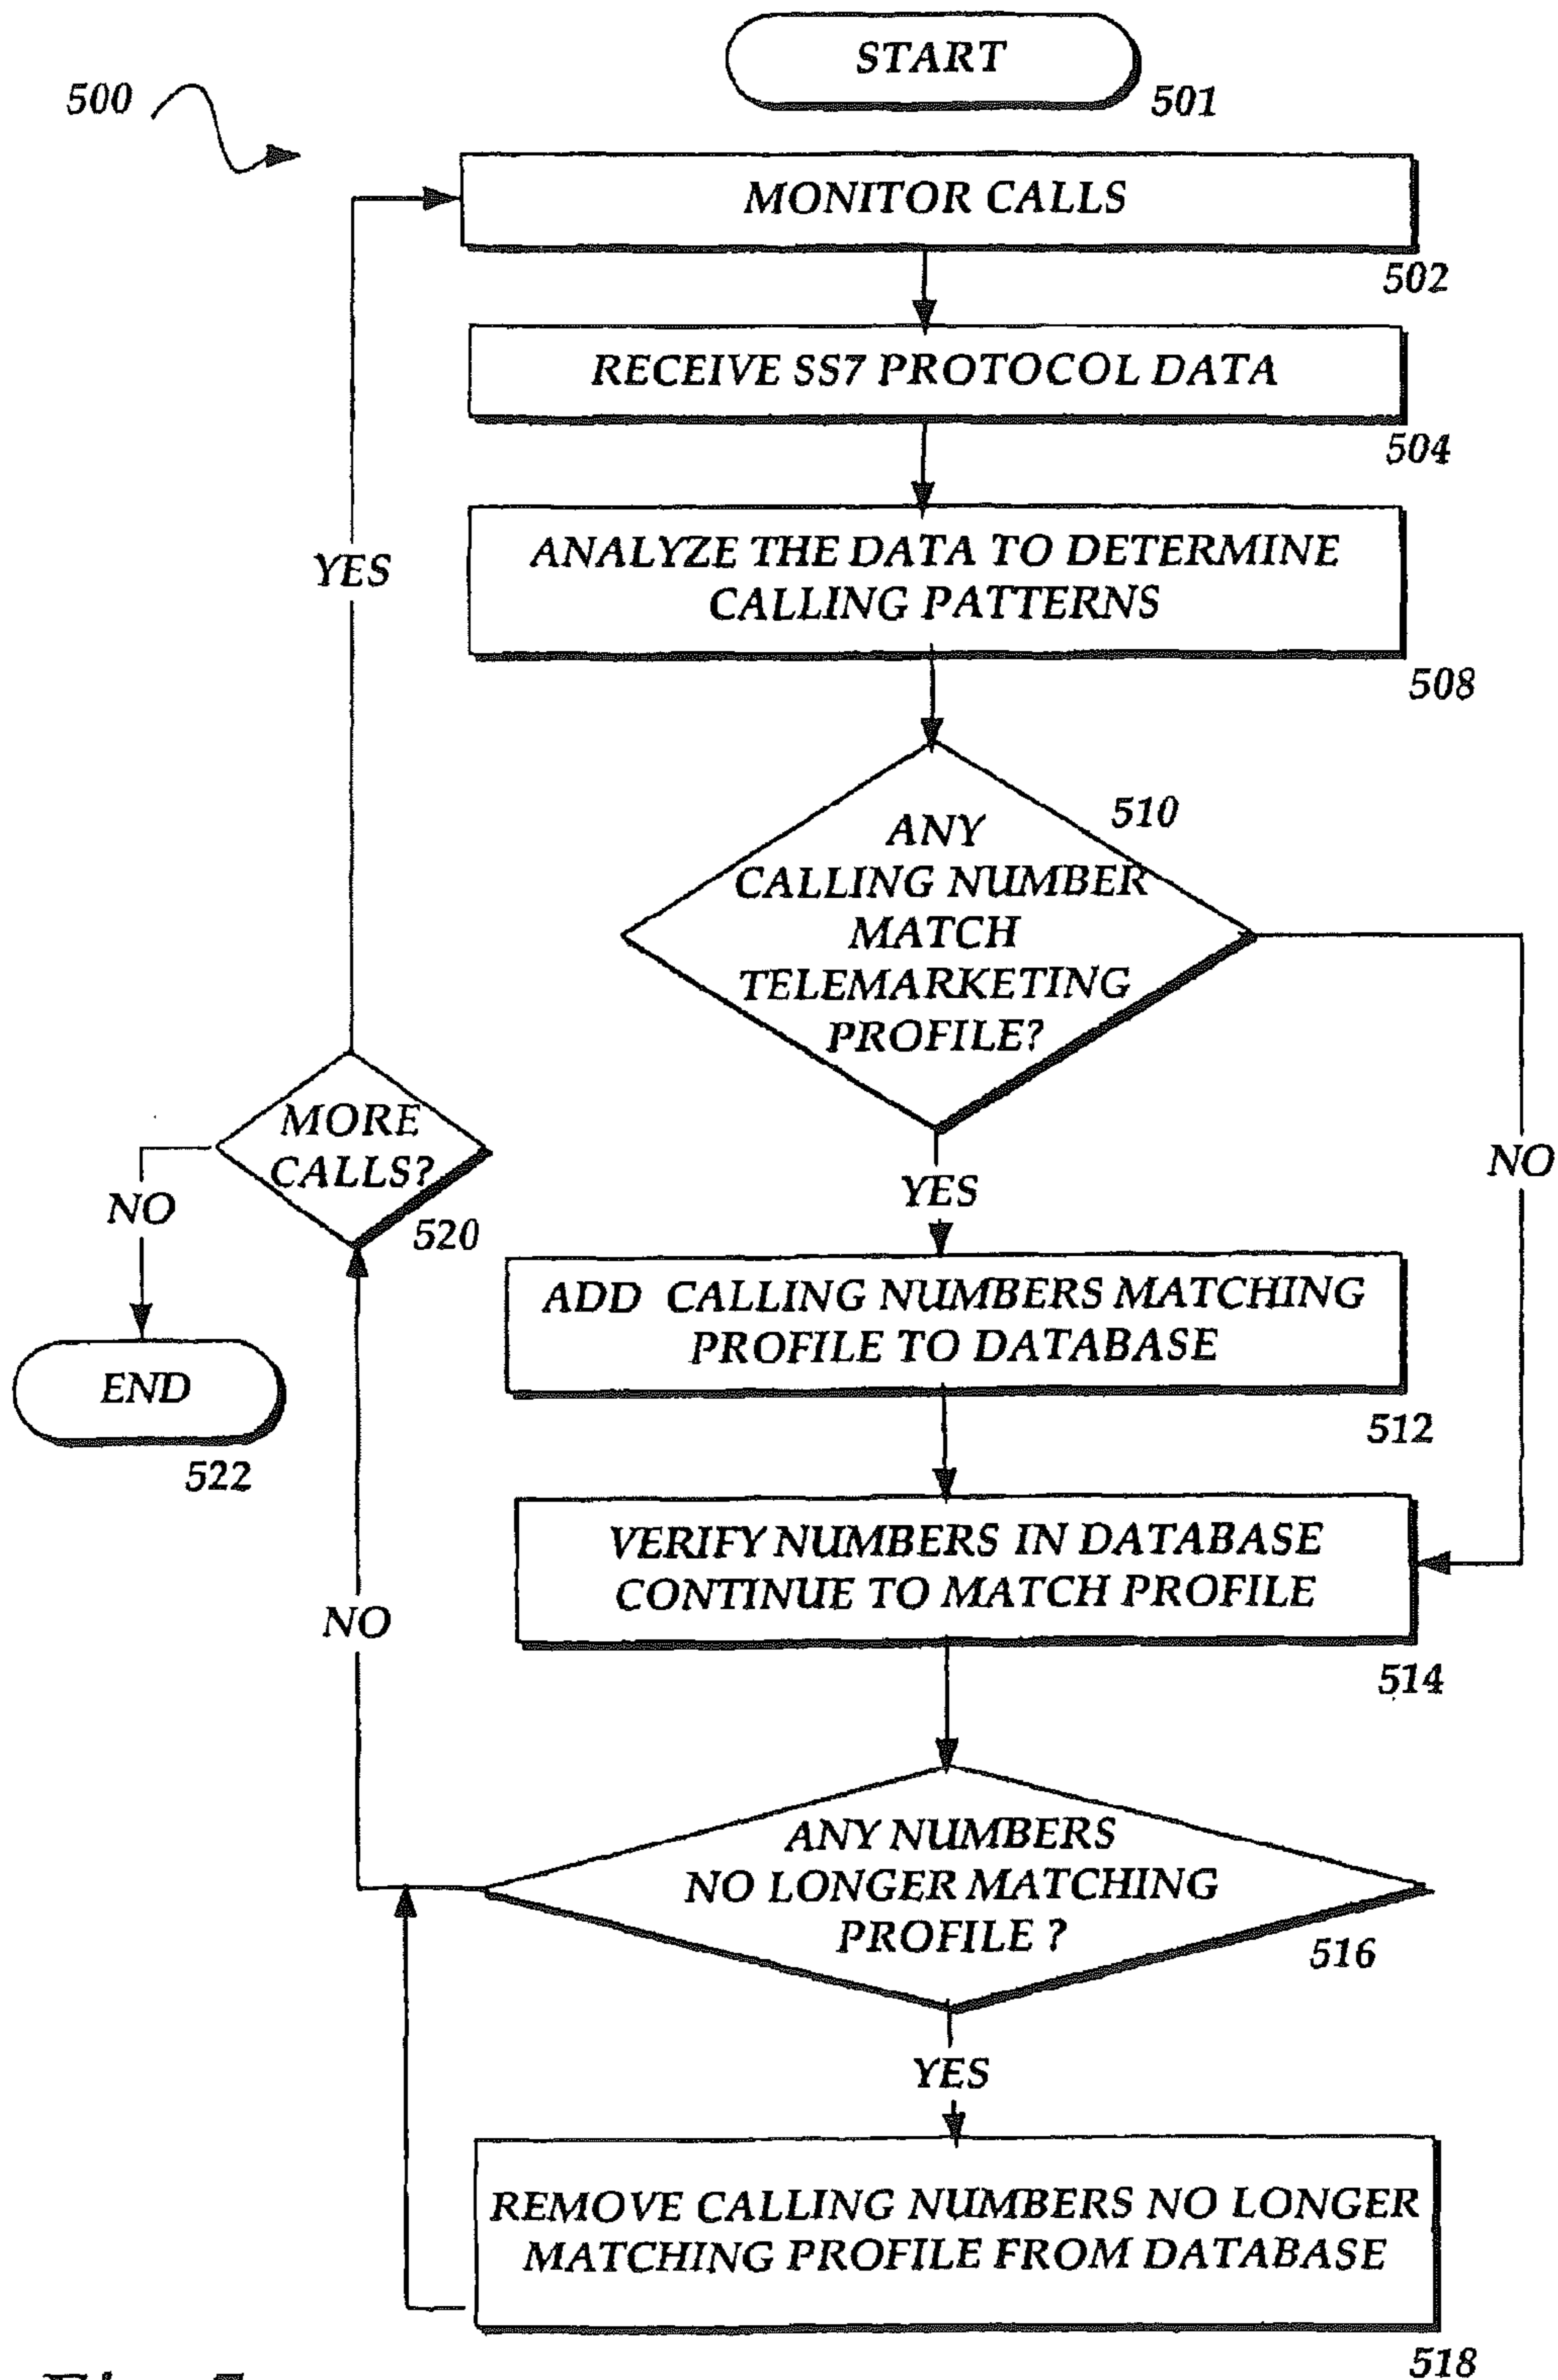 START
501
500
MONITOR CALLS
502
RECEIVE SS7 PROTOCOL DATA
504
ANALYZE THE DATA TO DETERMINE
CALLING PATTERNS
508
YES
510
ANY
CALLING NUMBER
MATCH
TELEMARKETING
PROFILE?
NO
YES
MORE
CALLS?
520
NO
END
522
ADD CALLING NUMBERS MATCHING
PROFILE TO DATABASE
512
VERIFY NUMBERS IN DATABASE
CONTINUE TO MATCH PROFILE
514
NO
ANY NUMBERS
NO LONGER MATCHING
PROFILE ?
516
YES
REMOVE CALLING NUMBERS NO LONGER
MATCHING PROFILE FROM DATABASE
518